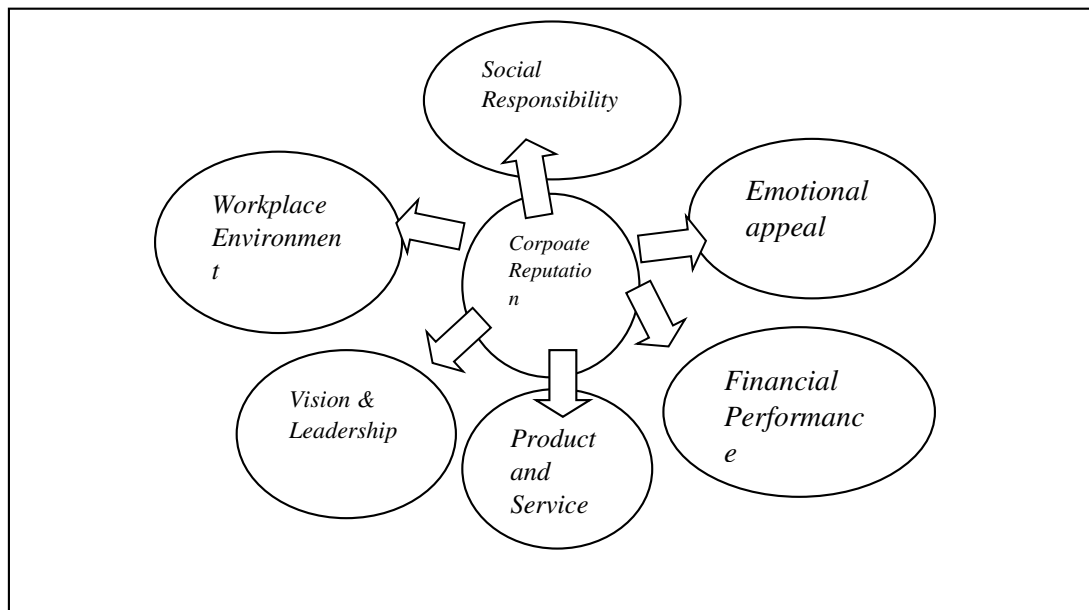 Social
Responsibility
Emotional
appeal
Workplace
Environmen
t
Corpoate
Reputatio
n
Financial
Performanc
e
Vision &
Leadership
Product
and
Service